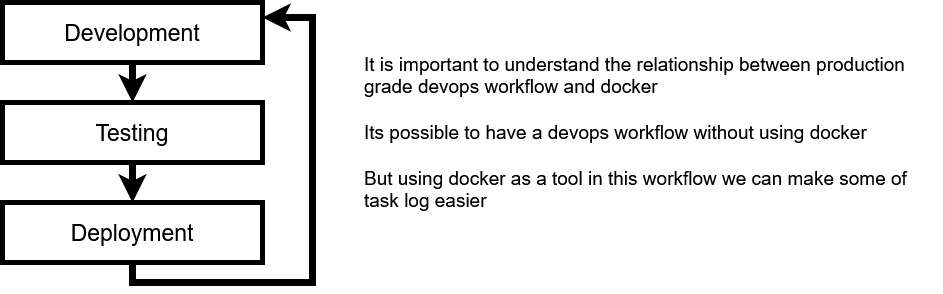 Development
Testing
Deployment
It is important to understand the relationship between production
grade devops workflow and docker
Its possible to have a devops workflow without using docker
But using docker as a tool in this workflow we can make some of
task log easier